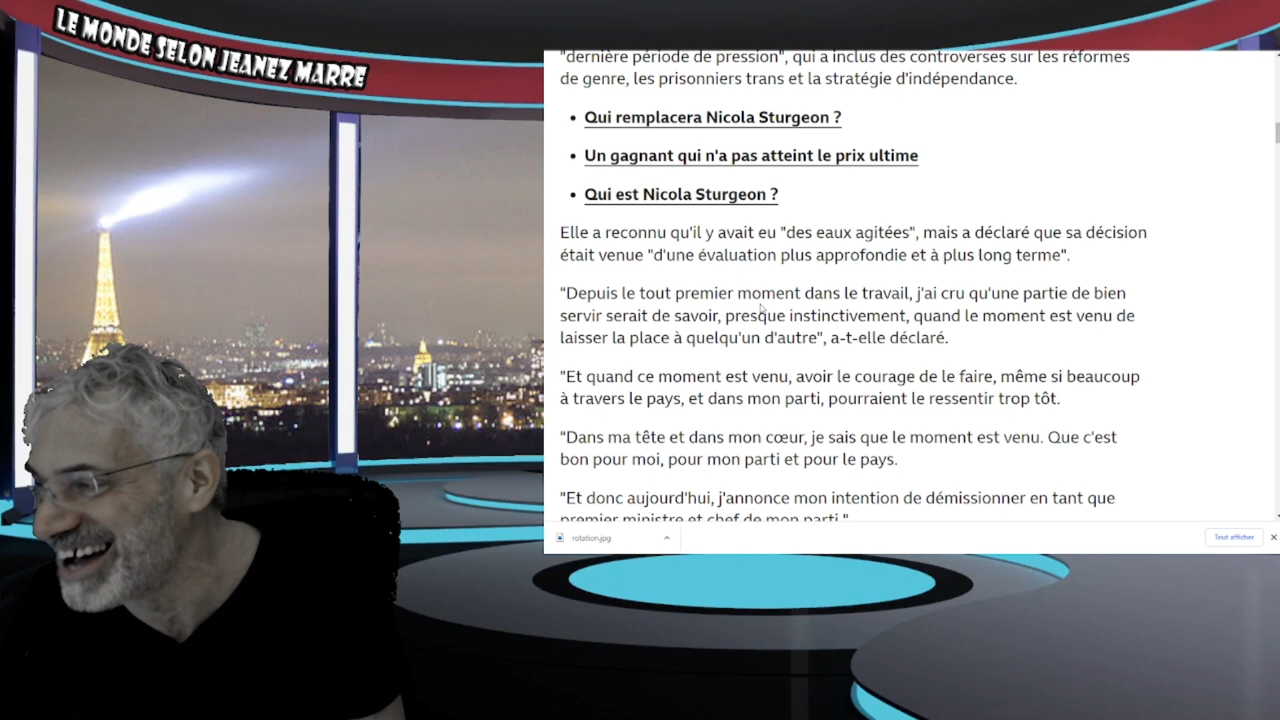 LE MONDE SELON JEANEZ MARRE
"dernière période de pression", qui a inclus des controverses sur les réformes
de genre, les prisonniers trans et la stratégie d'indépendance.
• Qui remplacera Nicola Sturgeon ?
• Un gagnant qui n'a pas atteint le prix ultime
• Qui est Nicola Sturgeon ?
Elle a reconnu qu'il y avait eu "des eaux agitées", mais a déclaré que sa décision
était venue "d'une évaluation plus approfondie et à plus long terme".
"Depuis le tout premier moment dans le travail, j'ai cru qu'une partie de bien
servir serait de savoir, presque instinctivement, quand le moment est venu de
laisser la place à quelqu'un d'autre", a-t-elle déclaré.
"Et quand ce moment est venu, avoir le courage de le faire, même si beaucoup
à travers le pays, et dans mon parti, pourraient le ressentir trop tôt.
"Dans ma tête et dans mon cœur, je sais que le moment est venu. Que c'est
bon pour moi, pour mon parti et pour le pays.
"Et donc aujourd'hui, j'annonce mon intention de démissionner en tant que
premier ministre et chef de mon parti."
rotation.jpg
Tout afficher